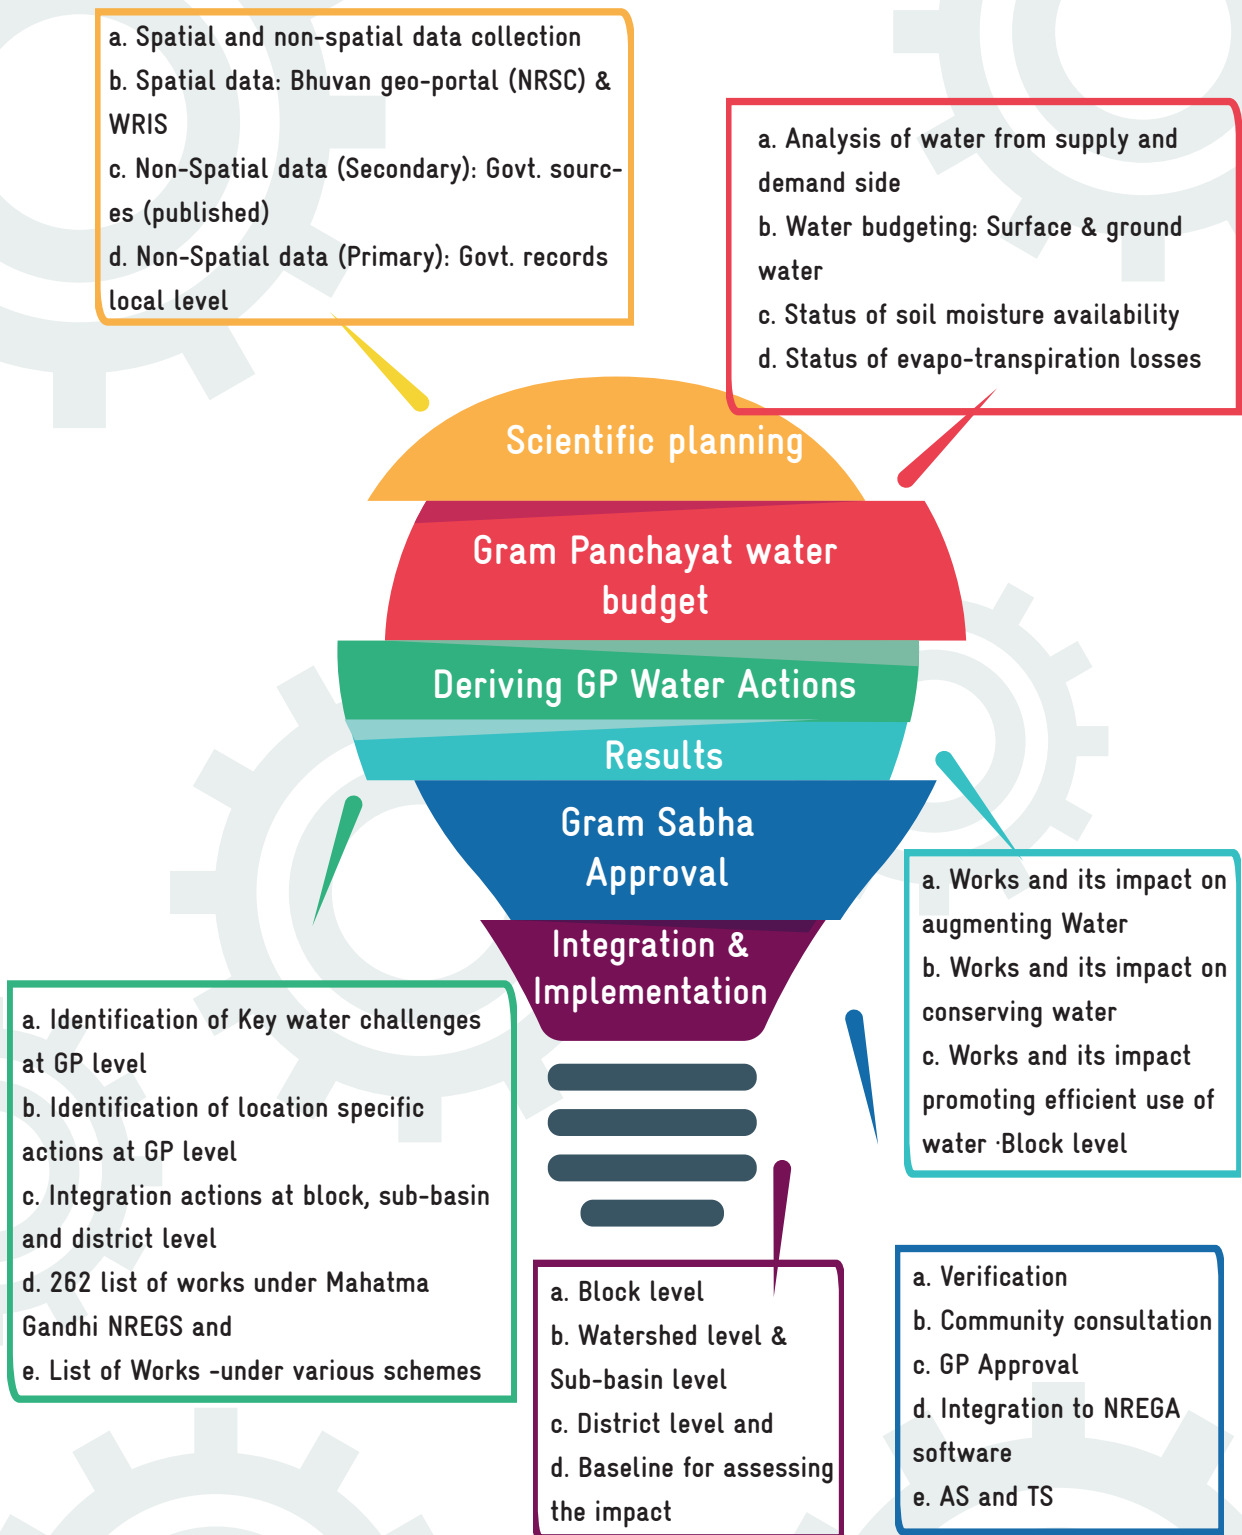 a. Spatial and non-spatial data collection
b. Spatial data: Bhuvan geo-portal (NRSC) &
WRIS
c. Non-Spatial data (Secondary): Govt. sourc-
es (published)
d. Non-Spatial data (Primary): Govt. records
local level
a. Analysis of water from supply and
demand side
b. Water budgeting: Surface & ground
water
c. Status of soil moisture availability
d. Status of evapo-transpiration losses
Scientific planning
Gram Panchayat water
budget
Deriving GP Water Actions
Results
Gram Sabha
Approval
Integration &
Implementation
a. Works and its impact on
augmenting Water
b. Works and its impact on
conserving water
c. Works and its impact
promoting efficient use of
water ·Block level
a. Identification of Key water challenges
at GP level
b. Identification of location specific
actions at GP level
c. Integration actions at block, sub-basin
and district level
d. 262 list of works under Mahatma
Gandhi NREGS and
e. List of Works -under various schemes
a. Block level
b. Watershed level &
Sub-basin level
c. District level and
d. Baseline for assessing
the impact
a. Verification
b. Community consultation
c. GP Approval
d. Integration to NREGA
software
e. AS and TS